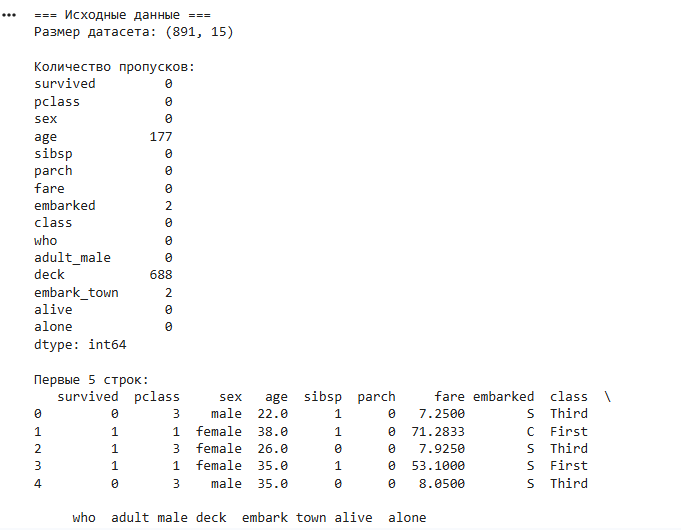 === Исходные данные ===
Размер датасета: (891, 15)
Количество пропусков:
survived 0
pclass 0
sex 0
age 177
sibsp 0
parch 0
fare 0
embarked 2
class 0
who 0
adult_male 0
deck 688
embark_town 2
alive 0
alone 0
dtype: int64
Первые 5 строк:
survived pclass sex age sibsp parch fare embarked class \
0 0 3 male 22.0 1 0 7.2500 S Third
1 1 1 female 38.0 1 0 71.2833 C First
2 1 3 female 26.0 0 0 7.9250 S Third
3 1 1 female 35.0 1 0 53.1000 S First
4 0 3 male 35.0 0 0 8.0500 S Third
who adult male deck embark town alive alone